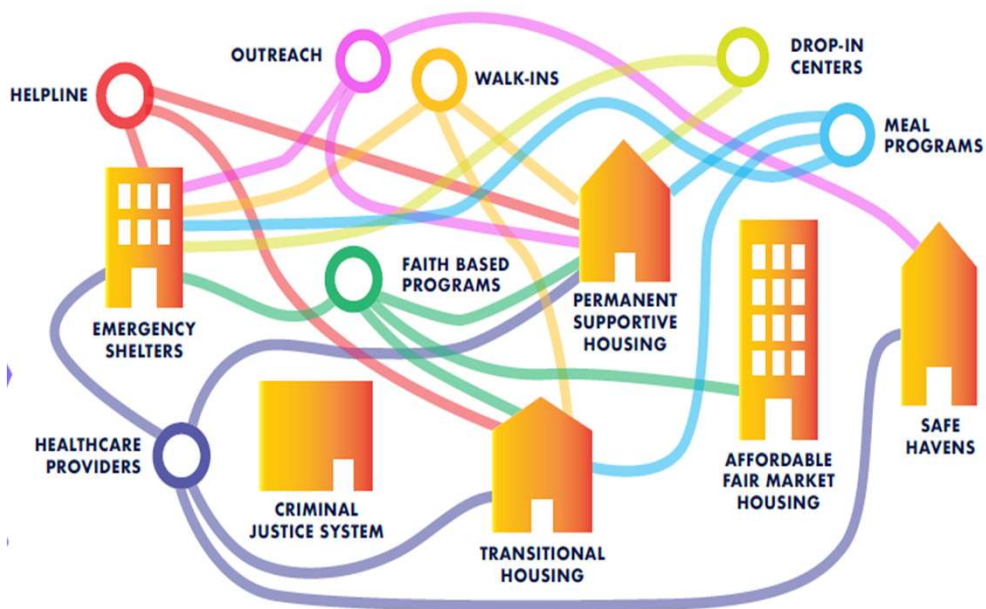 OUTREACH
WALK-INS
DROP-IN
CENTERS
HELPLINE
MEAL
PROGRAMS
FAITH BASED
PROGRAMS
EMERGENCY
SHELTERS
PERMANENT
SUPPORTIVE
HOUSING
HEALTHCARE
PROVIDERS
CRIMINAL
JUSTICE SYSTEM
TRANSITIONAL
HOUSING
AFFORDABLE
FAIR MARKET
HOUSING
SAFE
HAVENS